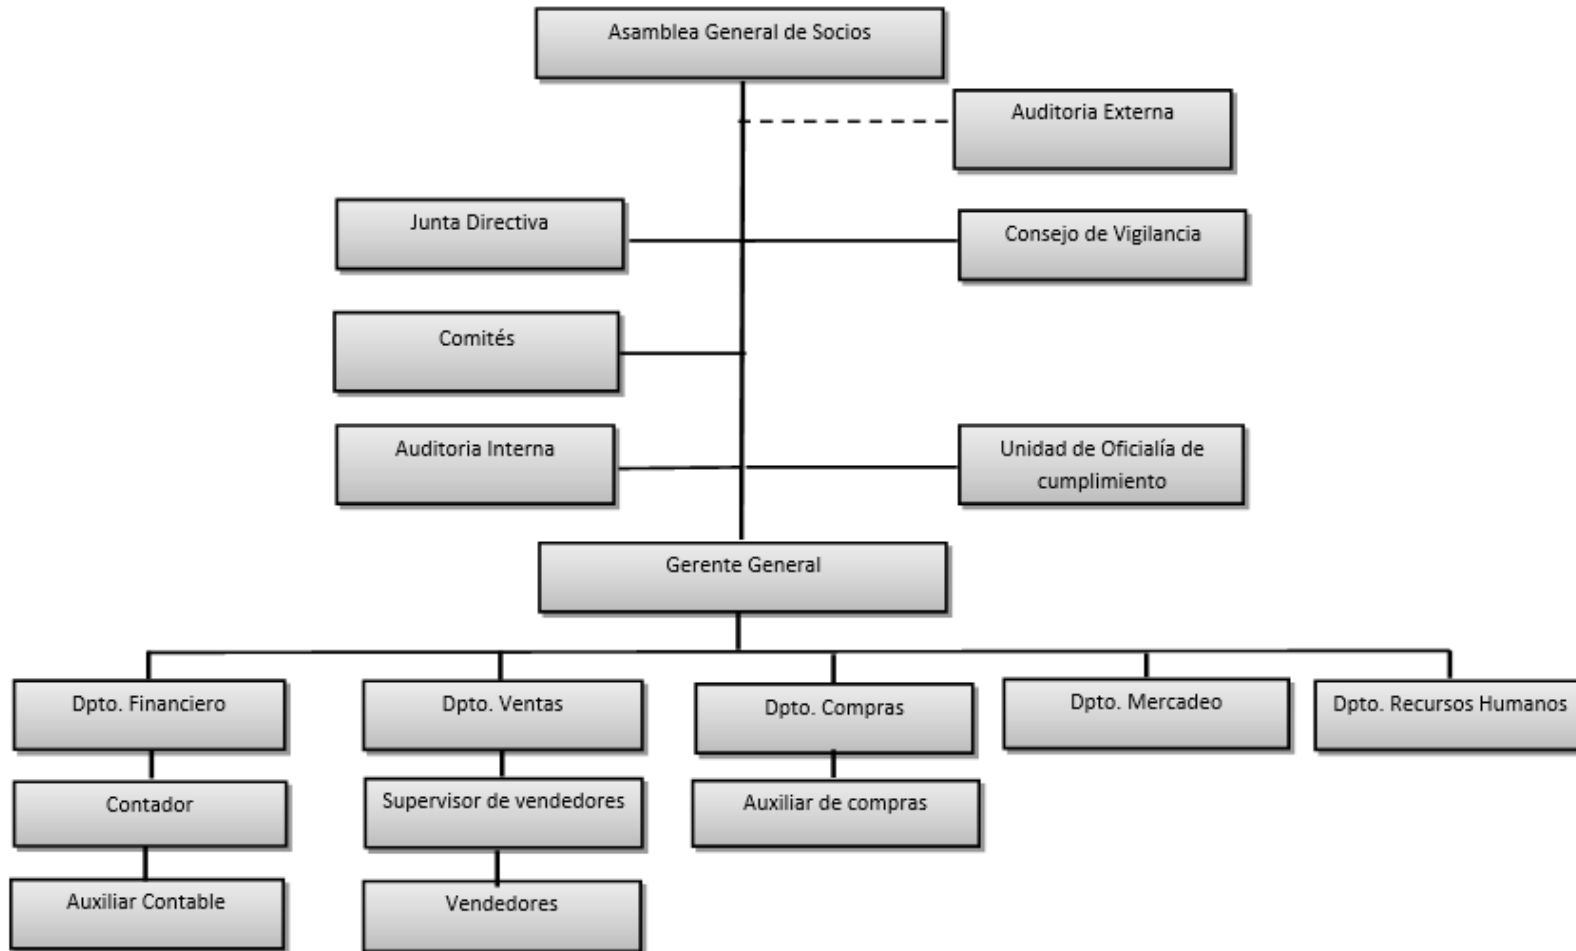 Asamblea General de Socios
Auditoria Externa
Junta Directiva
Consejo de Vigilancia
Comités
Auditoria Interna
Unidad de Oficialía de
cumplimiento
Gerente General
Dpto. Financiero
Dpto. Ventas
Dpto. Compras
Dpto. Mercadeo
Dpto. Recursos Humanos
Contador
Supervisor de vendedores
Auxiliar de compras
Auxiliar Contable
Vendedores